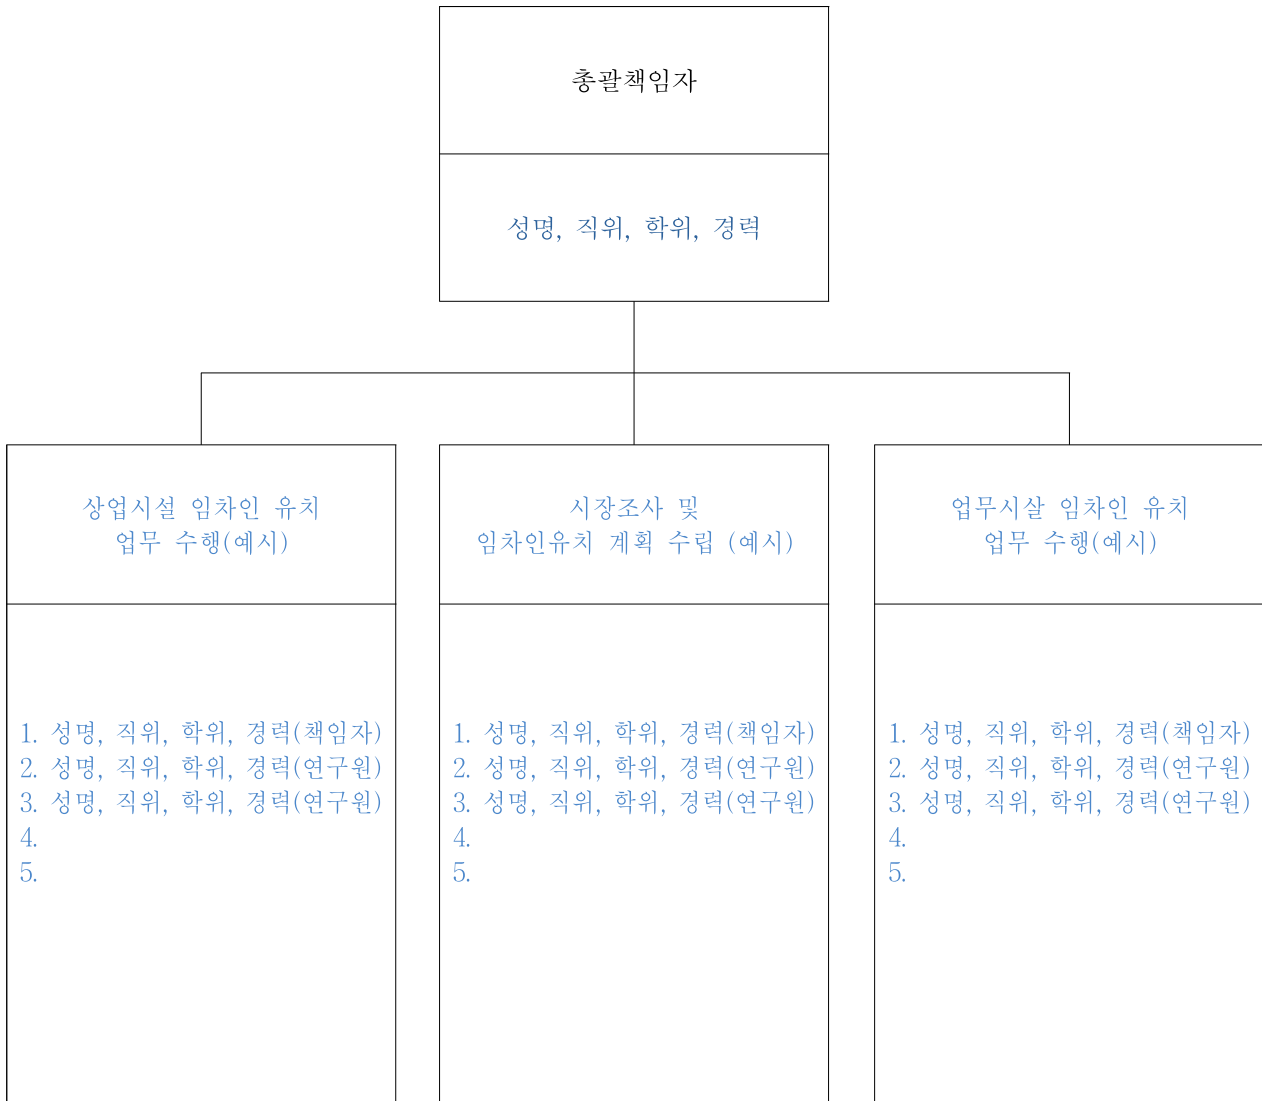 총괄책임자
성명, 직위, 학위, 경력
상업시설 임차인 유치
업무 수행(예시)
1. 성명, 직위, 학위, 경력(책임자)
2. 성명, 직위, 학위, 경력(연구원)
3. 성명, 직위, 학위, 경력(연구원)
4.
5.
시장조사 및
임차인유치 계획 수립 (예시)
1. 성명, 직위, 학위, 경력(책임자)
2. 성명, 직위, 학위, 경력(연구원)
3. 성명, 직위, 학위, 경력(연구원)
4.
5.
업무시살 임차인 유치
업무 수행(예시)
1. 성명, 직위, 학위, 경력(책임자)
2. 성명, 직위, 학위, 경력(연구원)
3. 성명, 직위, 학위, 경력(연구원)
4.
5.